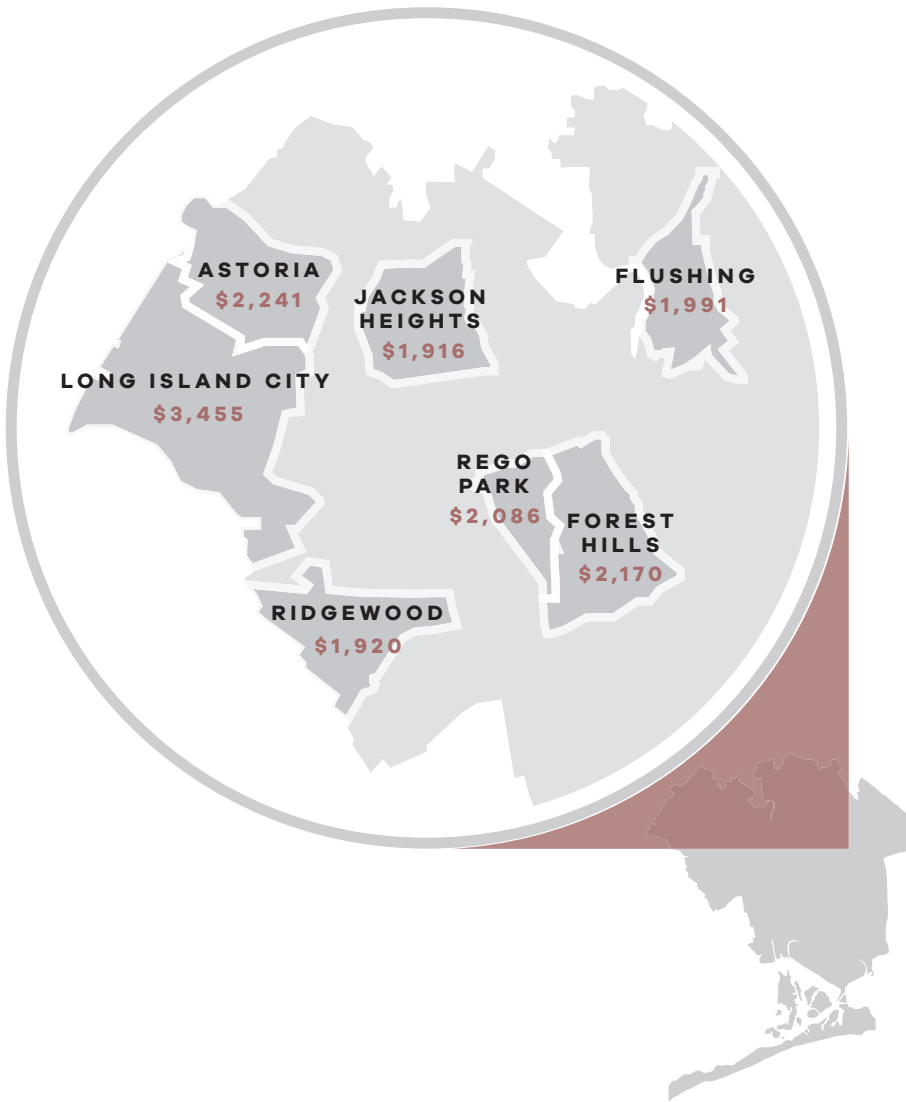 ASTORIA
$2,241
FLUSHING
$1,991
JACKSON
HEIGHTS
$1,916
LONG ISLAND CITY
$3,455
REGO
PARK
$2,086
FOREST
HILLS
$2,170
RIDGEWOOD
$1,920